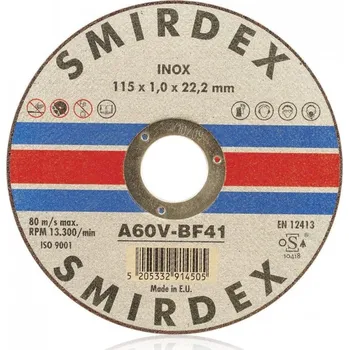 SMIRDEX
INOX
115 x 1,0 x 22,2 mm
80 m/s max.
RPM 13.300/min
ISO 9001
A60V-BF41
5 205332 914505
Made in E.U.
EN 12413
oSa
10418
SMIRDEX